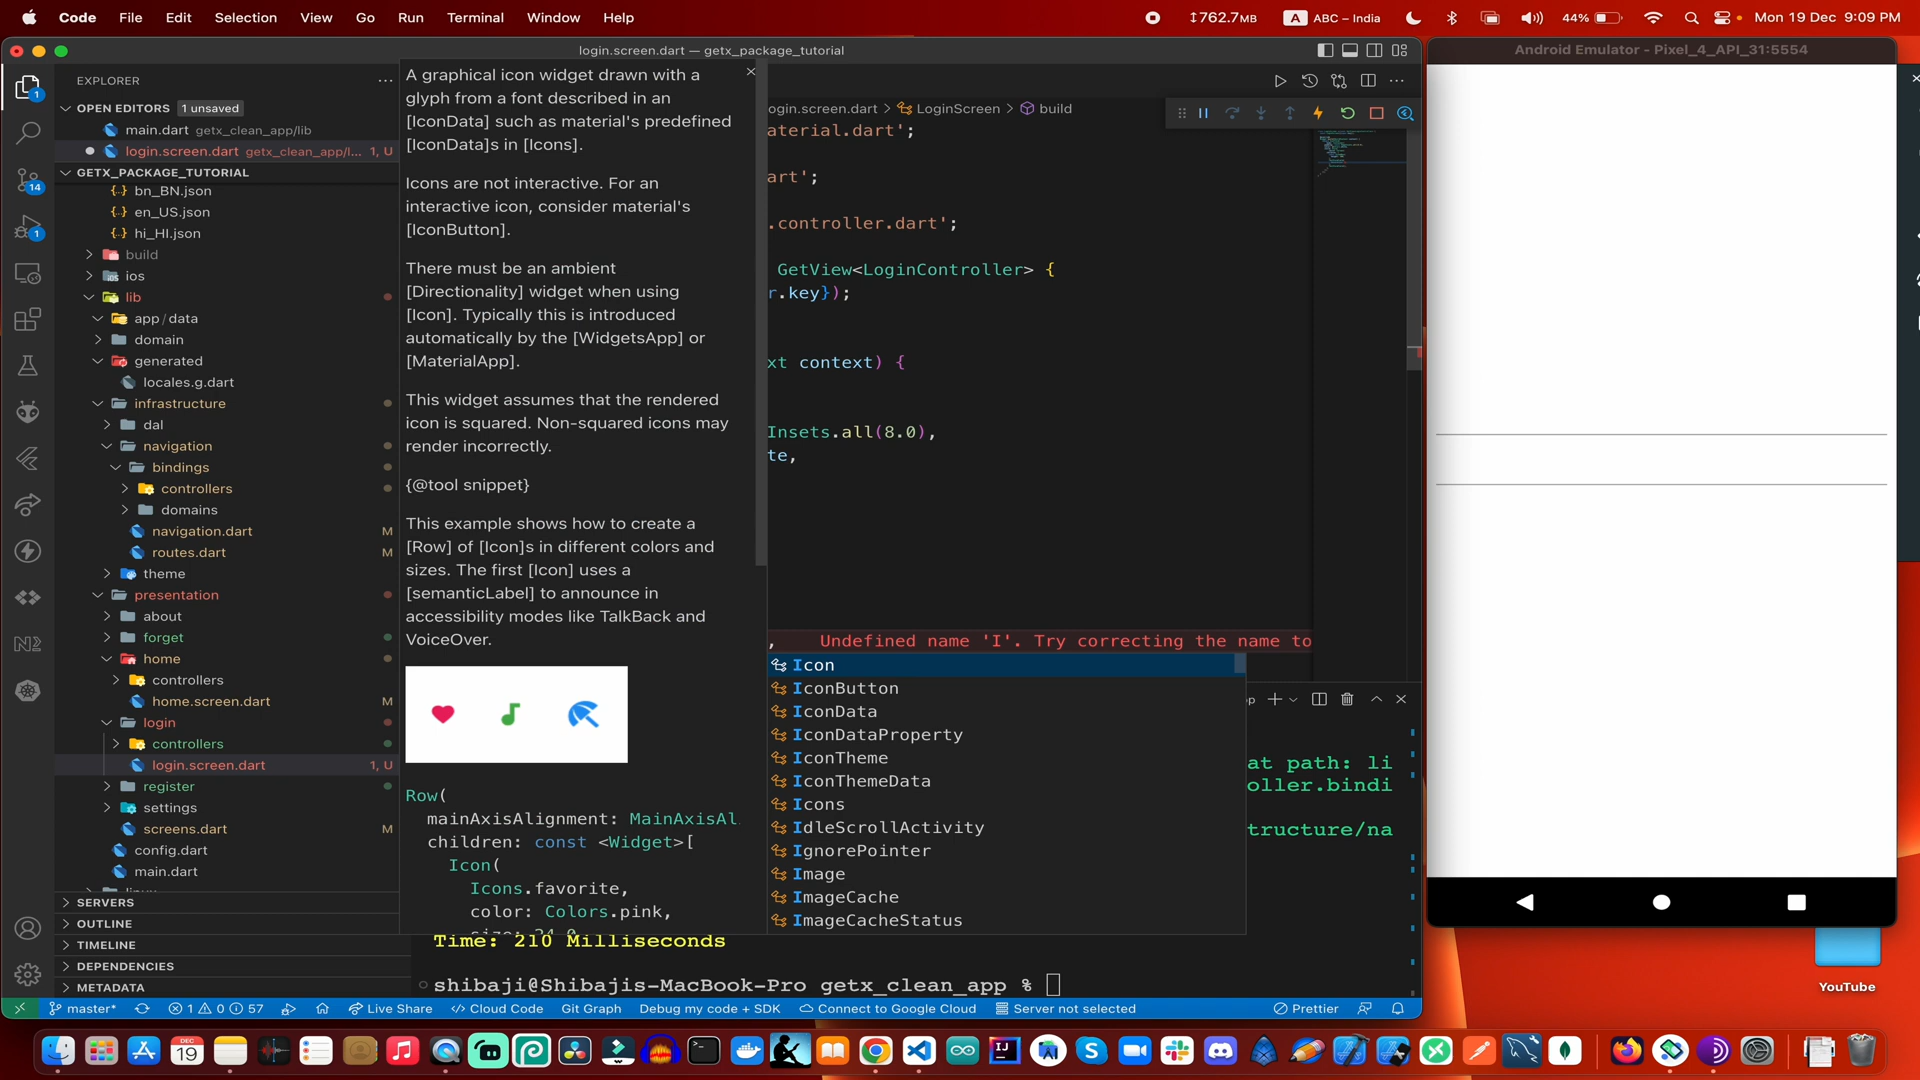 Code File Edit Selection View Go Run Terminal Window Help
↕762.7MB A ABC – India 44% Mon 19 Dec 9:09 PM
login.screen.dart — getx_package_tutorial
Android Emulator - Pixel_4_API_31:5554
EXPLORER
OPEN EDITORS 1 unsaved
main.dart getx_clean_app/lib
login.screen.dart getx_clean_app/l... 1, U
GETX_PACKAGE_TUTORIAL
bn_BN.json
en_US.json
hi_HI.json
build
ios
lib
app/data
domain
generated
locales.g.dart
infrastructure
dal
navigation
bindings
controllers
domains
navigation.dart M
routes.dart M
theme
presentation
about
forget
home
controllers
home.screen.dart M
login
controllers
login.screen.dart 1, U
register
settings
screens.dart M
config.dart
main.dart
SERVERS
OUTLINE
TIMELINE
DEPENDENCIES
METADATA
1
14
1
A graphical icon widget drawn with a
glyph from a font described in an
[IconData] such as material's predefined
[IconData]s in [Icons].
Icons are not interactive. For an
interactive icon, consider material's
[IconButton].
There must be an ambient
[Directionality] widget when using
[Icon]. Typically this is introduced
automatically by the [WidgetsApp] or
[MaterialApp].
This widget assumes that the rendered
icon is squared. Non-squared icons may
render incorrectly.
{@tool snippet}
This example shows how to create a
[Row] of [Icon]s in different colors and
sizes. The first [Icon] uses a
[semanticLabel] to announce in
accessibility modes like TalkBack and
VoiceOver.
Row(
mainAxisAlignment: MainAxisAl
children: const <Widget>[
Icon(
Icons.favorite,
color: Colors.pink,
ogin.screen.dart > LoginScreen > build
aterial.dart';
art';
.controller.dart';
GetView<LoginController> {
r.key});
xt context) {
Insets.all(8.0),
te,
, Undefined name 'I'. Try correcting the name to
Icon
IconButton
IconData
IconDataProperty
IconTheme
IconThemeData
Icons
IdleScrollActivity
IgnorePointer
Image
ImageCache
ImageCacheStatus
at path: li
oller.bindi
tructure/na
Time: 210 Milliseconds
shibaji@Shibajis-MacBook-Pro getx_clean_app %
master* 1 0 57 Live Share Cloud Code Git Graph Debug my code + SDK Connect to Google Cloud Server not selected Prettier
YouTube
DEC
19